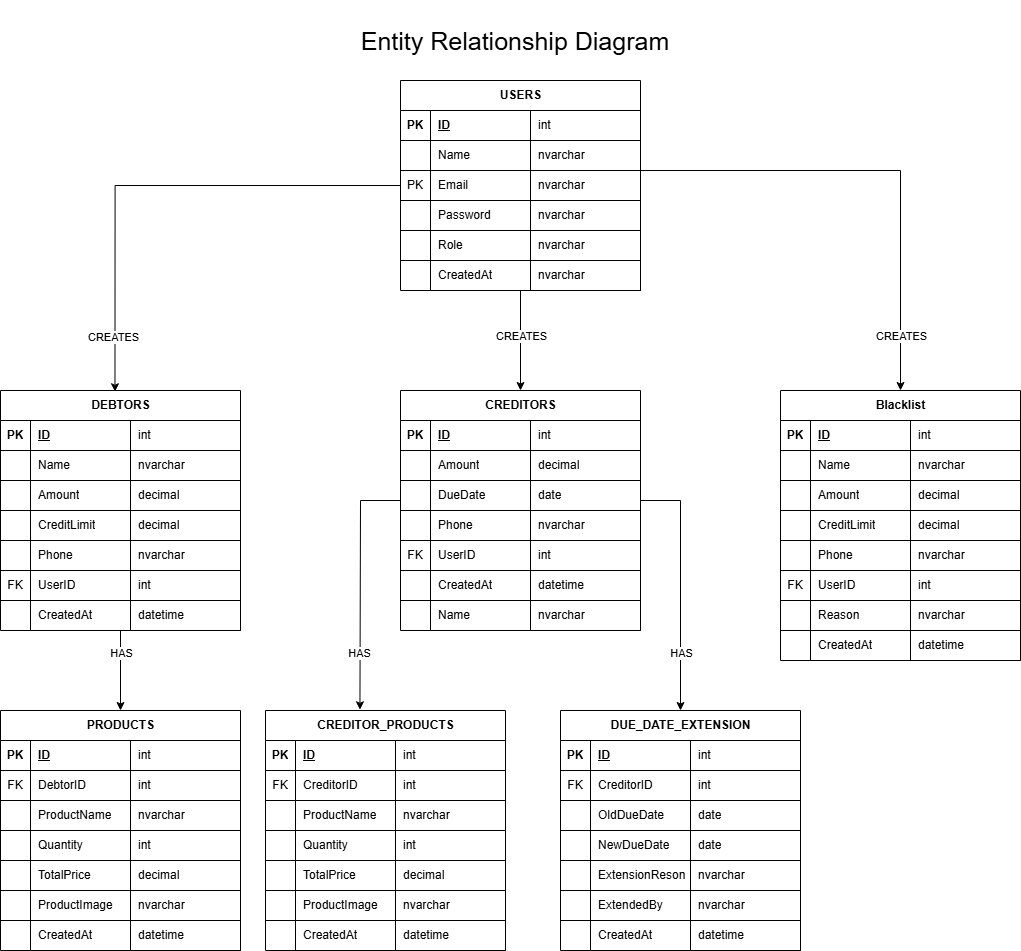 Entity Relationship Diagram
USERS
PK ID int
Name nvarchar
PK Email nvarchar
Password nvarchar
Role nvarchar
CreatedAt nvarchar
CREATES
CREATES
CREATES
DEBTORS
PK ID int
Name nvarchar
Amount decimal
CreditLimit decimal
Phone nvarchar
FK UserID int
CreatedAt datetime
CREDITORS
PK ID int
Amount decimal
DueDate date
Phone nvarchar
FK UserID int
CreatedAt datetime
Name nvarchar
Blacklist
PK ID int
Name nvarchar
Amount decimal
CreditLimit decimal
Phone nvarchar
FK UserID int
Reason nvarchar
CreatedAt datetime
HAS
HAS
HAS
PRODUCTS
PK ID int
FK DebtorID int
ProductName nvarchar
Quantity int
TotalPrice decimal
ProductImage nvarchar
CreatedAt datetime
CREDITOR_PRODUCTS
PK ID int
FK CreditorID int
ProductName nvarchar
Quantity int
TotalPrice decimal
ProductImage nvarchar
CreatedAt datetime
DUE_DATE_EXTENSION
PK ID int
FK CreditorID int
OldDueDate date
NewDueDate date
ExtensionReson nvarchar
ExtendedBy nvarchar
CreatedAt datetime